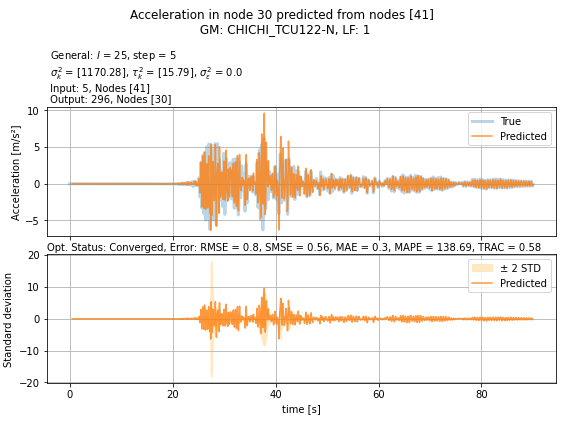 Acceleration in node 30 predicted from nodes [41]
GM: CHICHI_TCU122-N, LF: 1
General: l = 25, step = 5
σ²ₖ = [1170.28], τ²ₖ = [15.79], σ²ε = 0.0
Input: 5, Nodes [41]
Output: 296, Nodes [30]
10
5
0
−5
Acceleration [m/s²]
True
Predicted
Opt. Status: Converged, Error: RMSE = 0.8, SMSE = 0.56, MAE = 0.3, MAPE = 138.69, TRAC = 0.58
20
10
0
−10
−20
Standard deviation
± 2 STD
Predicted
0 20 40 60 80
time [s]